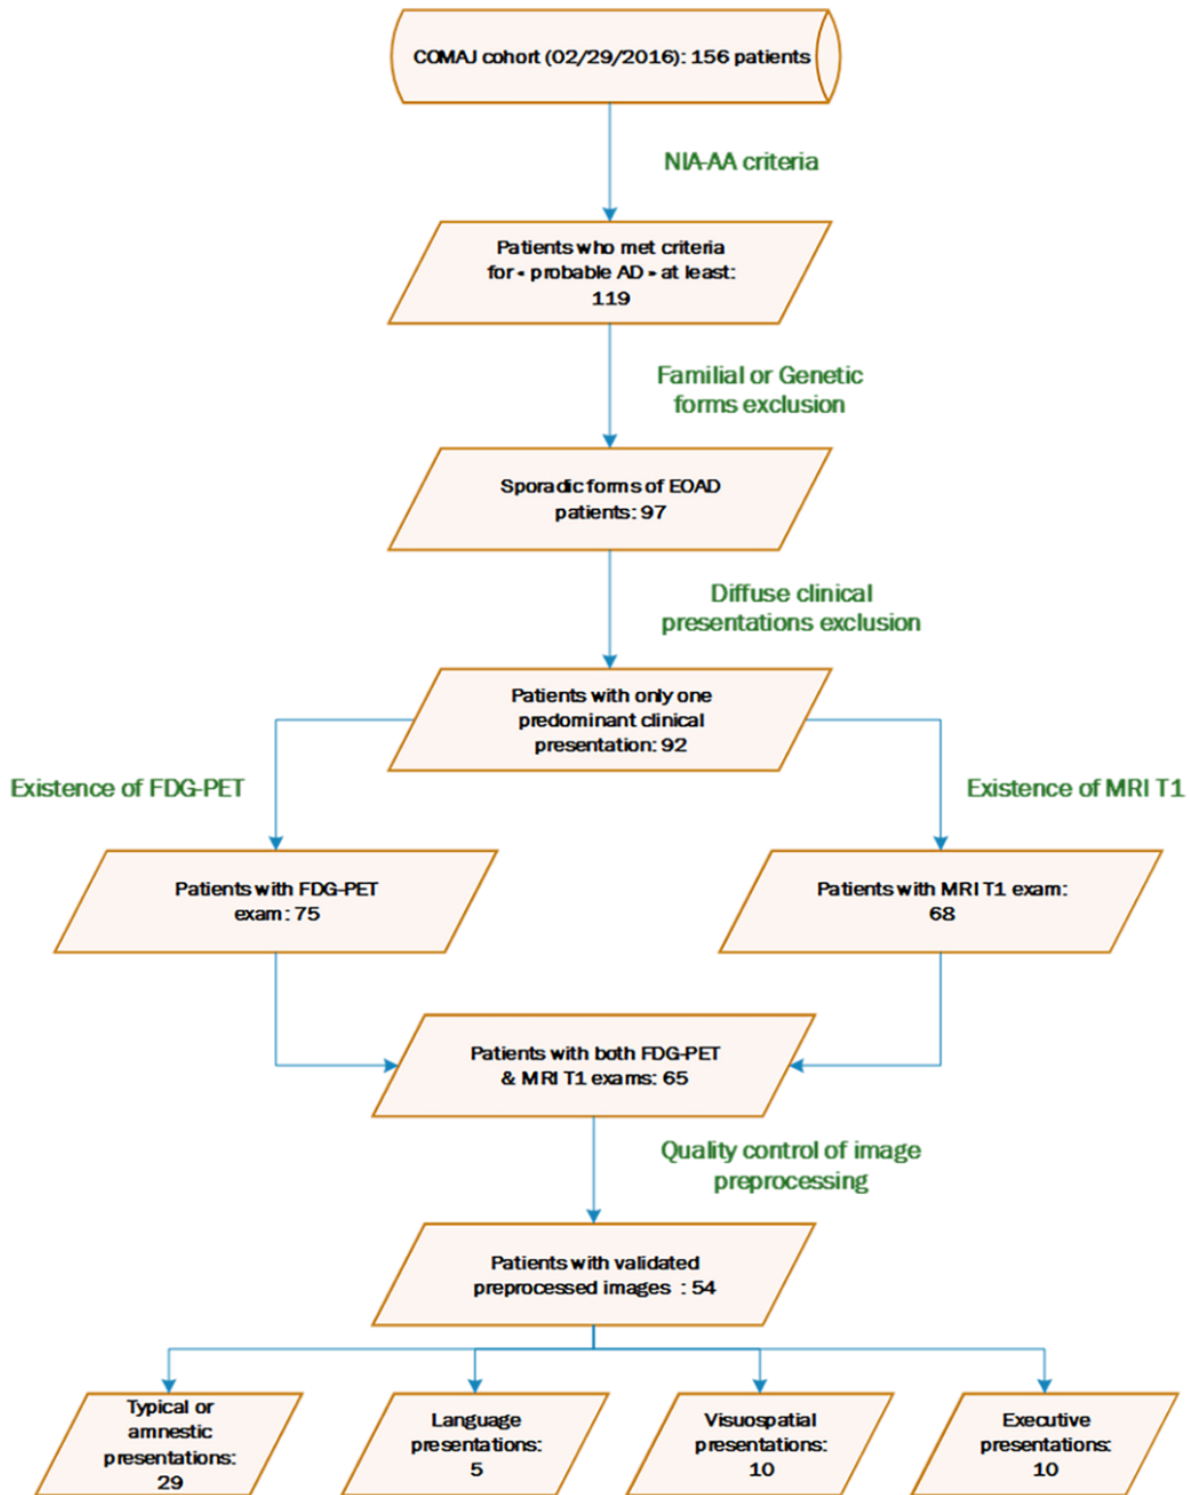 COMAJ cohort (02/29/2016): 156 patients
NIA-AA criteria
Patients who met criteria
for « probable AD » at least:
119
Familial or Genetic
forms exclusion
Sporadic forms of EOAD
patients: 97
Diffuse clinical
presentations exclusion
Patients with only one
predominant clinical
presentation: 92
Existence of FDG-PET
Existence of MRI T1
Patients with FDG-PET
exam: 75
Patients with MRI T1 exam:
68
Patients with both FDG-PET
& MRI T1 exams: 65
Quality control of image
preprocessing
Patients with validated
preprocessed images : 54
Typical or
amnestic
presentations:
29
Language
presentations:
5
Visuospatial
presentations:
10
Executive
presentations:
10